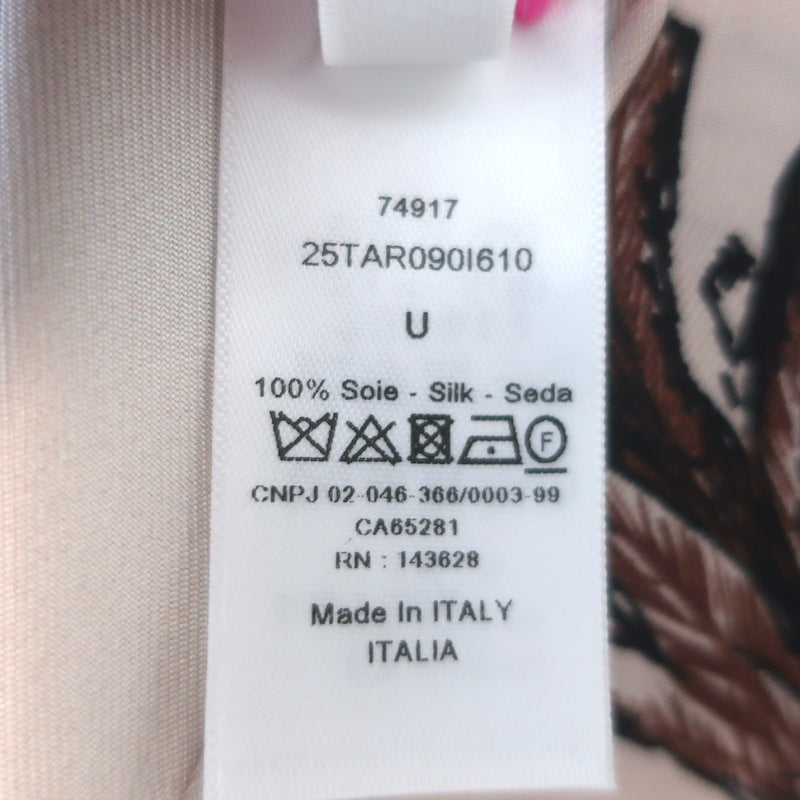 74917
25TAR090I610
U
100% Soie - Silk - Seda
F
CNPJ 02-046-366/0003-99
CA65281
RN : 143628
Made In ITALY
ITALIA